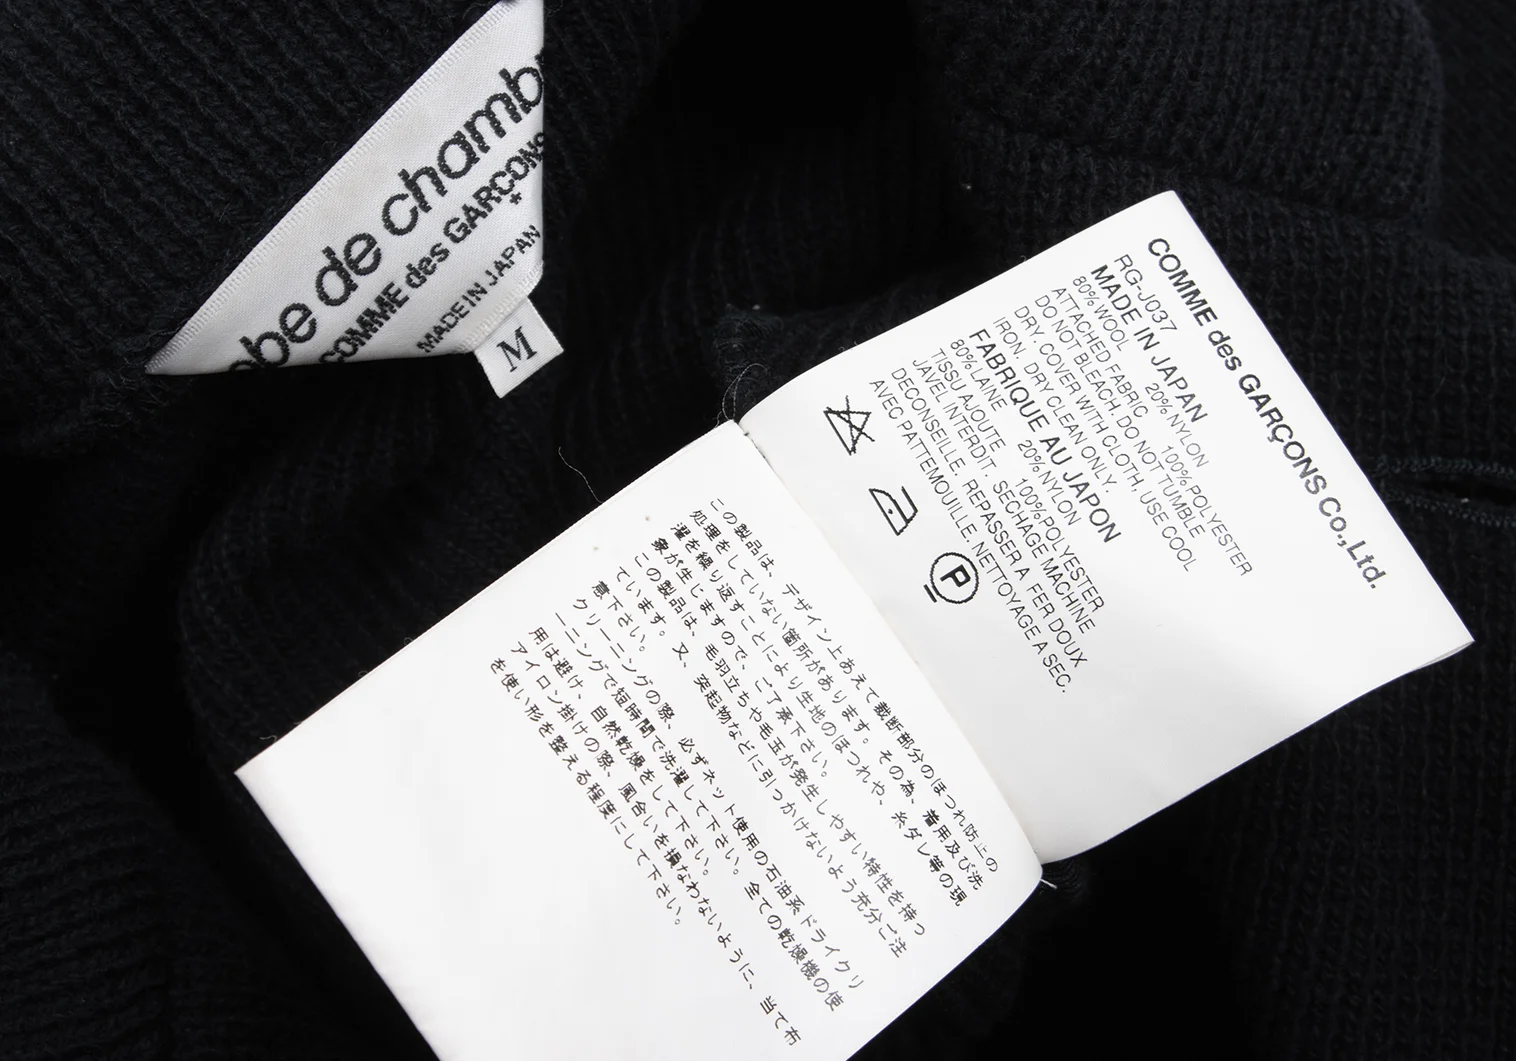 obe de chamb
COMME des GARÇONS
MADE IN JAPAN
M
COMME des GARÇONS Co.,Ltd.
RG-J037
MADE IN JAPAN
80% WOOL 20% NYLON
ATTACHED FABRIC 100% POLYESTER
DO NOT BLEACH. DO NOT TUMBLE
DRY. COVER WITH CLOTH, USE COOL
IRON. DRY CLEAN ONLY.
FABRIQUE AU JAPON
80% LAINE 20% NYLON
TISSU AJOUTE 100%POLYESTER
JAVEL INTERDIT. SECHAGE MACHINE
DECONSEILLE. REPASSER A FER DOUX
AVEC PATTEMOUILLE. NETTOYAGE A SEC.
P
この製品は、デザイン上あえて裁断部分のほつれ防止の
処理をしていない箇所があります。その為、着用及び洗
濯を繰り返すことにより生地のほつれや、糸ダレ等の現
象が生じますので、ご了承下さい。
この製品は、毛羽立ちや毛玉が発生しやすい特性を持つ
ています。又、突起物などに引っかけないよう充分ご注
意下さい。
クリーニングの際、必ずネット使用の石油系ドライクリ
ーニングで短時間で洗濯して下さい。全ての乾燥機の使
用は避け、自然乾燥をして下さい。
アイロン掛けの際、風合いを損なわないように、当て布
を使い形を整える程度にして下さい。